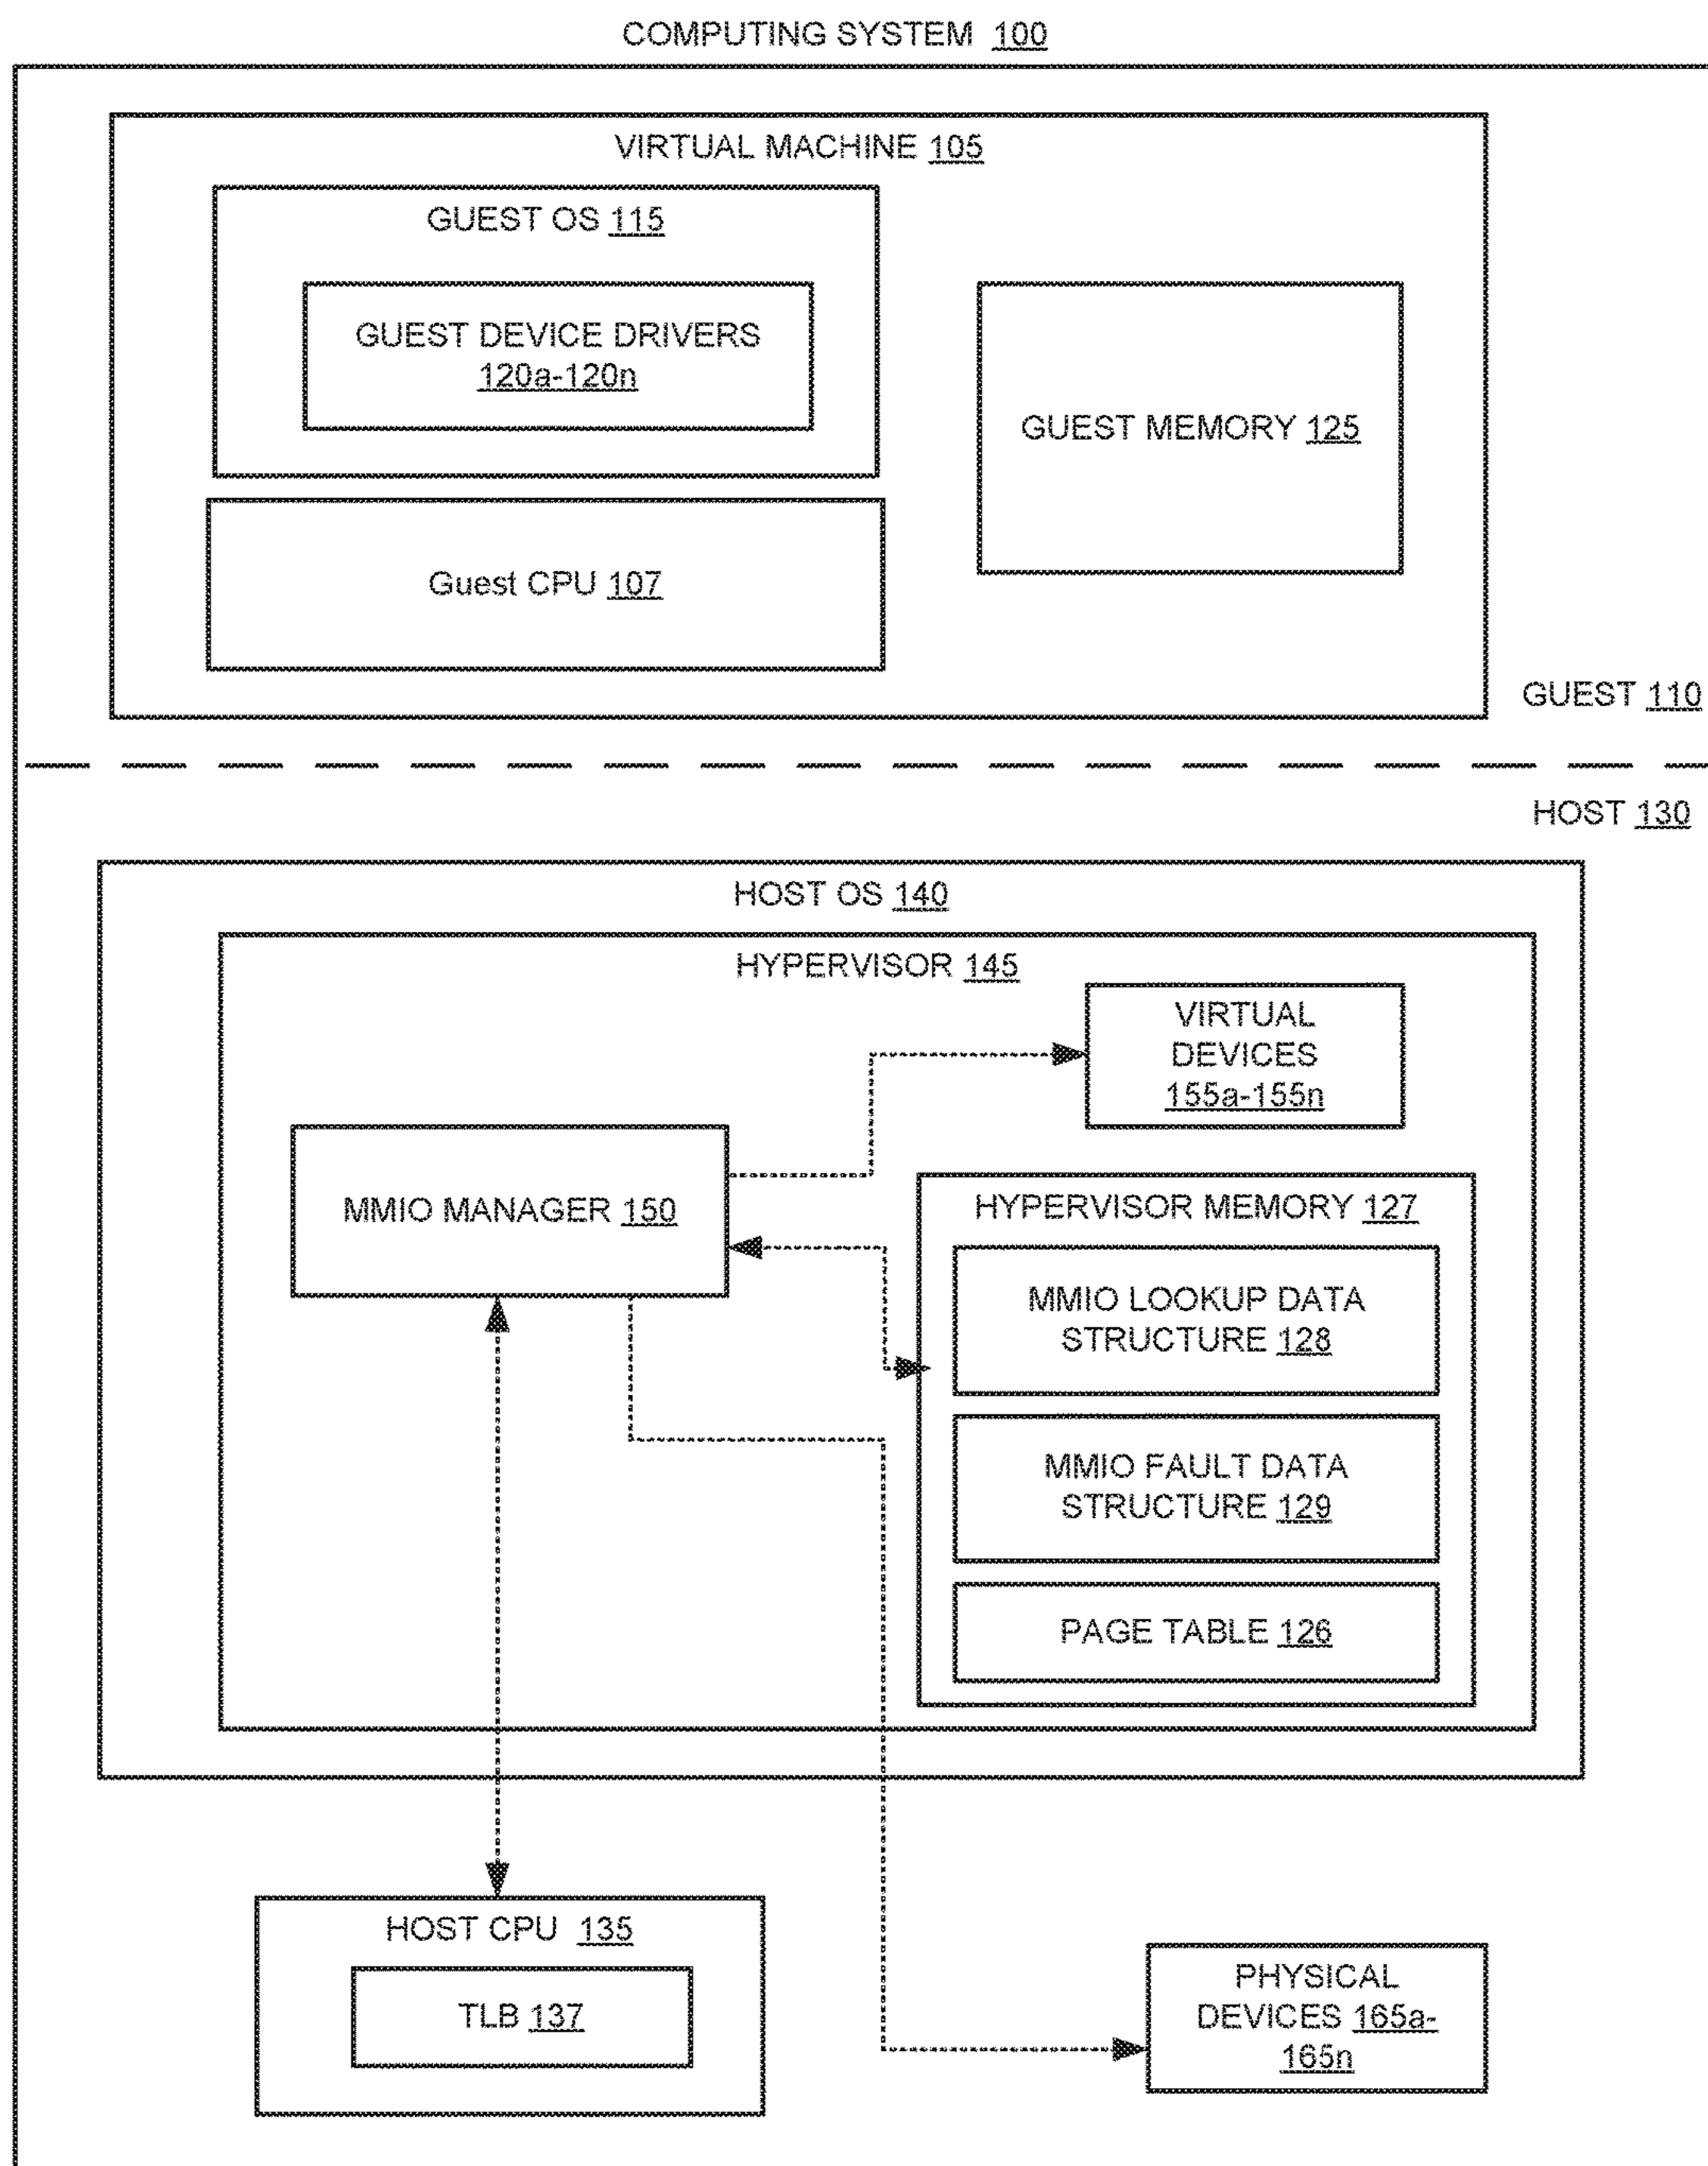 COMPUTING SYSTEM 100
VIRTUAL MACHINE 105
GUEST OS 115
GUEST DEVICE DRIVERS
120a-120n
GUEST MEMORY 125
Guest CPU 107
GUEST 110
HOST 130
HOST OS 140
HYPERVISOR 145
VIRTUAL
DEVICES
155a-155n
MMIO MANAGER 150
HYPERVISOR MEMORY 127
MMIO LOOKUP DATA
STRUCTURE 128
MMIO FAULT DATA
STRUCTURE 129
PAGE TABLE 126
HOST CPU 135
TLB 137
PHYSICAL
DEVICES 165a-
165n